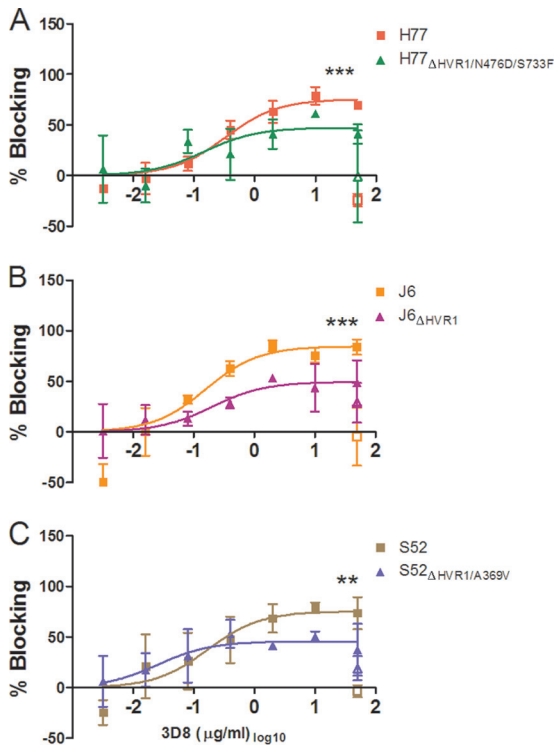 A
H77
H77ΔHVR1/N476D/S733F
***
% Blocking
150
100
50
0
-50
-2 -1 0 1 2
B
J6
J6ΔHVR1
***
% Blocking
150
100
50
0
-50
-2 -1 0 1 2
C
S52
S52ΔHVR1/A369V
**
% Blocking
150
100
50
0
-50
-2 -1 0 1 2
3D8 (µg/ml) log10